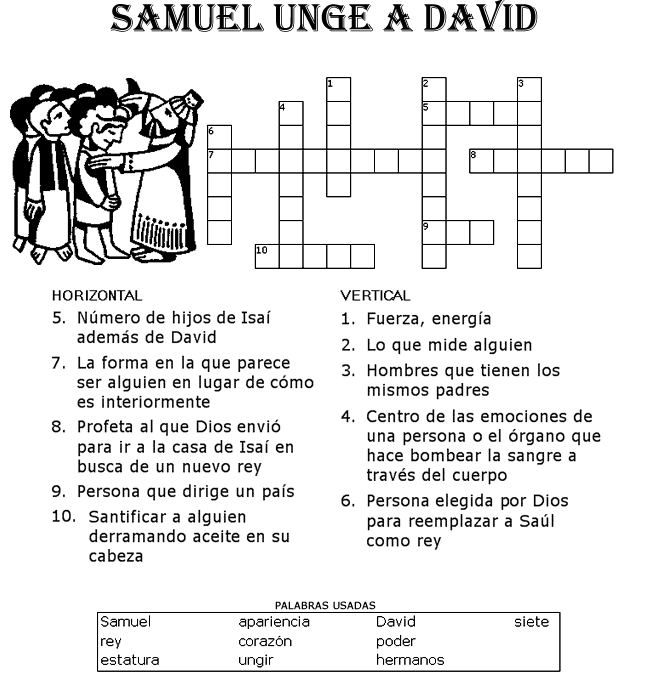 SAMUEL UNGE A DAVID
1
2
3
4
5
6
7
8
9
10
HORIZONTAL
5. Número de hijos de Isaí
además de David
7. La forma en la que parece
ser alguien en lugar de cómo
es interiormente
8. Profeta al que Dios envió
para ir a la casa de Isaí en
busca de un nuevo rey
9. Persona que dirige un país
10. Santificar a alguien
derramando aceite en su
cabeza
VERTICAL
1. Fuerza, energía
2. Lo que mide alguien
3. Hombres que tienen los
mismos padres
4. Centro de las emociones de
una persona o el órgano que
hace bombear la sangre a
través del cuerpo
6. Persona elegida por Dios
para reemplazar a Saúl
como rey
PALABRAS USADAS
Samuel apariencia David siete
rey corazón poder
estatura ungir hermanos